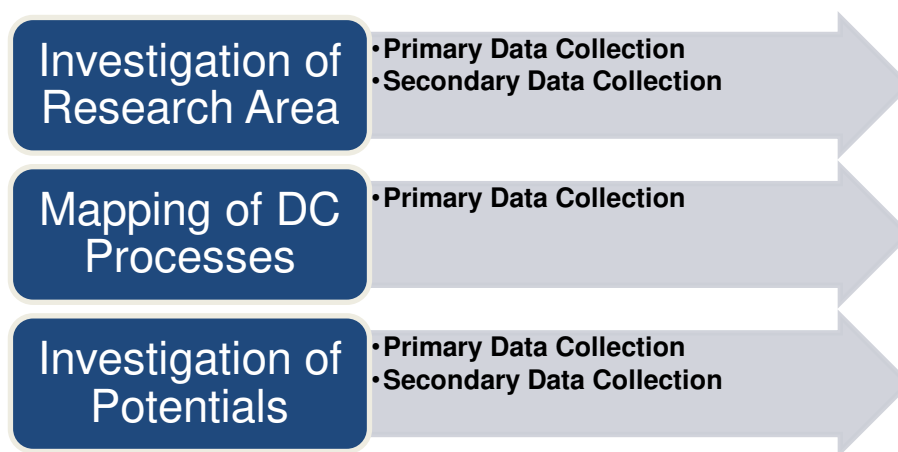 Investigation of
Research Area
•Primary Data Collection
•Secondary Data Collection
Mapping of DC
Processes
•Primary Data Collection
Investigation of
Potentials
•Primary Data Collection
•Secondary Data Collection